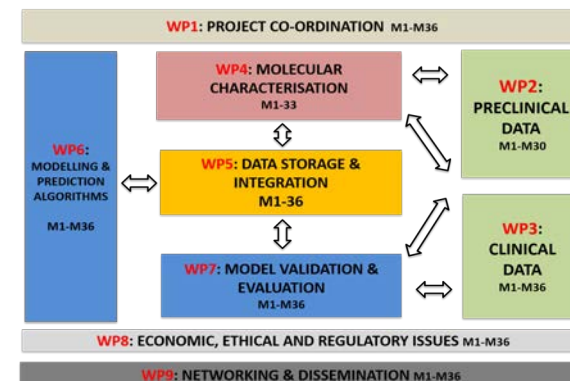 WP1: PROJECT CO-ORDINATION M1-M36
WP4: MOLECULAR
CHARACTERISATION
M1-33
WP2:
PRECLINICAL
DATA
M1-M30
WP6:
MODELLING &
PREDICTION
ALGORITHMS
M1-M36
WP5: DATA STORAGE &
INTEGRATION
M1-36
WP3:
CLINICAL
DATA
M1-M36
WP7: MODEL VALIDATION &
EVALUATION
M1-M36
WP8: ECONOMIC, ETHICAL AND REGULATORY ISSUES M1-M36
WP9: NETWORKING & DISSEMINATION M1-M36